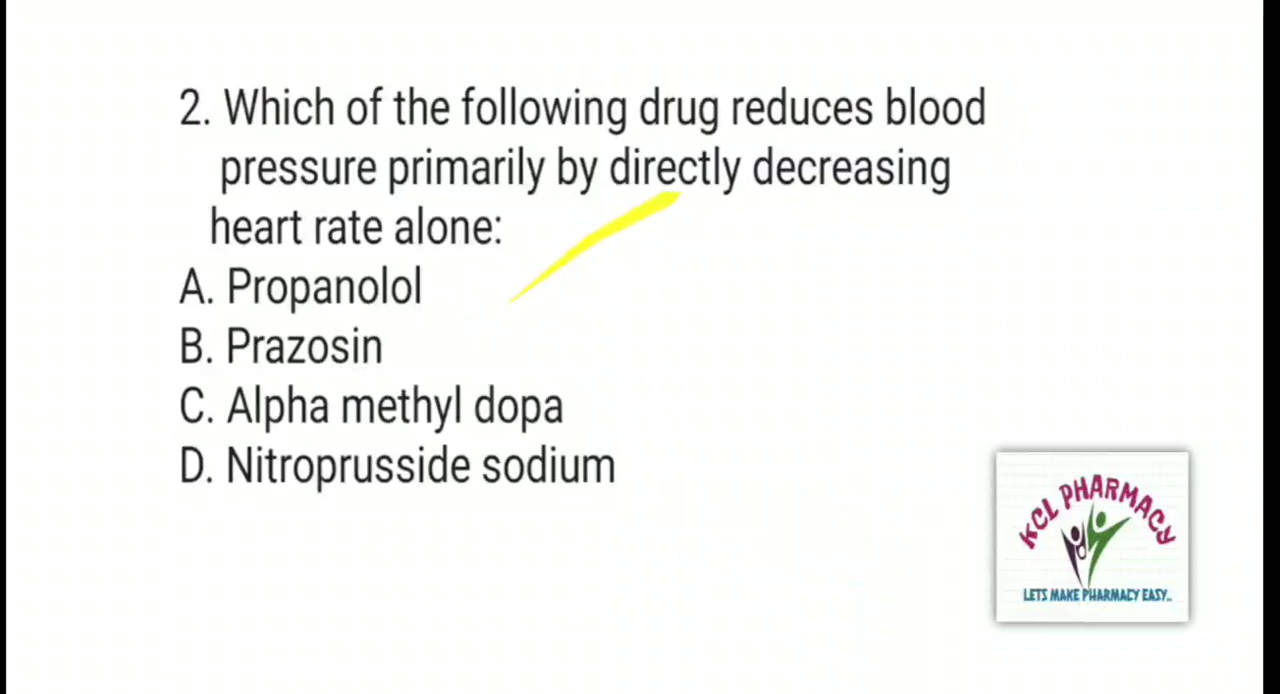 2. Which of the following drug reduces blood
pressure primarily by directly decreasing
heart rate alone:
A. Propanolol
B. Prazosin
C. Alpha methyl dopa
D. Nitroprusside sodium
KCL PHARMACY
LETS MAKE PHARMACY EASY..